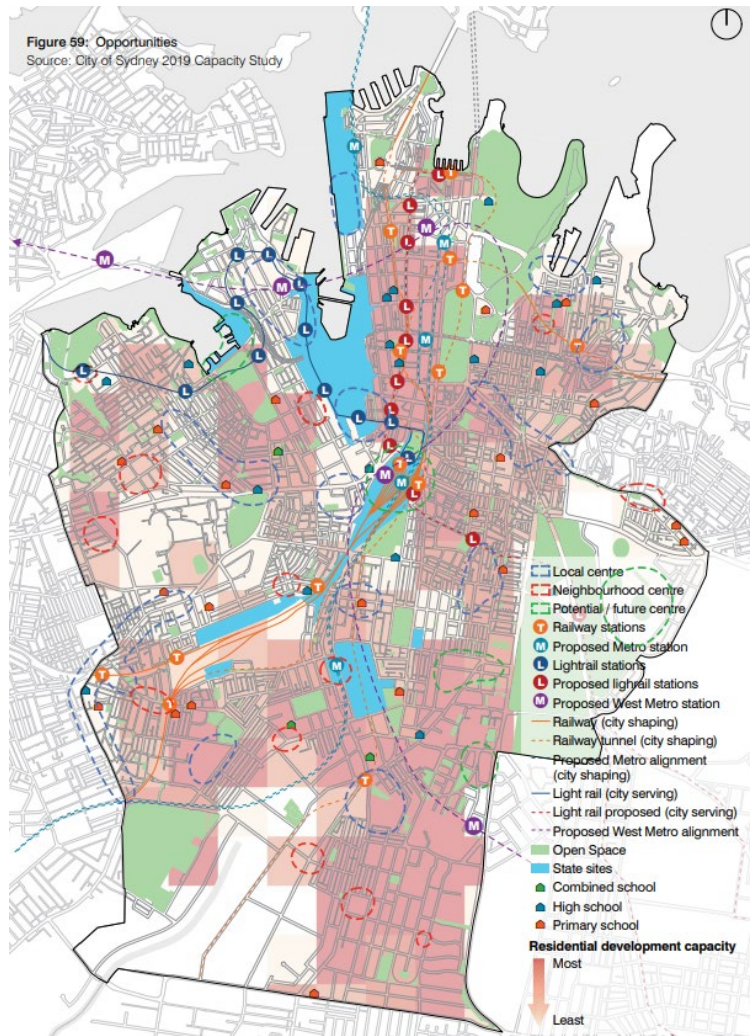 Figure 59: Opportunities
Source: City of Sydney 2019 Capacity Study
M
M
L
T
L
T
L
M
M
T
L
L
L
M
L
L
T
L
L
L
M
T
T
L
L
T
L
L
L
L
L
L
L
L
T
M
M
T
L
L
T
T
T
T
M
T
M
Local centre
Neighbourhood centre
Potential / future centre
T Railway stations
M Proposed Metro station
L Lightrail stations
L Proposed lighrail stations
M Proposed West Metro station
Railway (city shaping)
Railway tunnel (city shaping)
Proposed Metro alignment
(city shaping)
Light rail (city serving)
Light rail proposed (city serving)
Proposed West Metro alignment
Open Space
State sites
Combined school
High school
Primary school
Residential development capacity
Most
Least